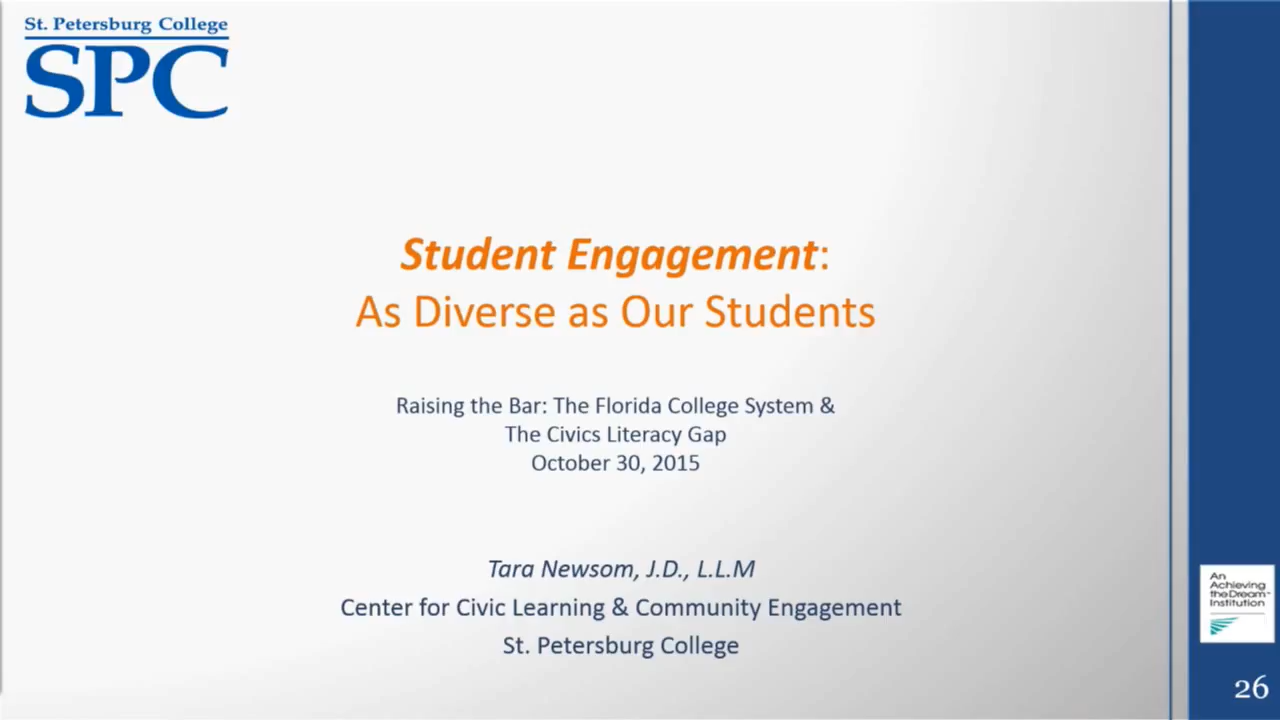 St. Petersburg College
SPC
Student Engagement:
As Diverse as Our Students
Raising the Bar: The Florida College System &
The Civics Literacy Gap
October 30, 2015
Tara Newsom, J.D., L.L.M
Center for Civic Learning & Community Engagement
St. Petersburg College
An
Achieving
the Dream™
Institution
26